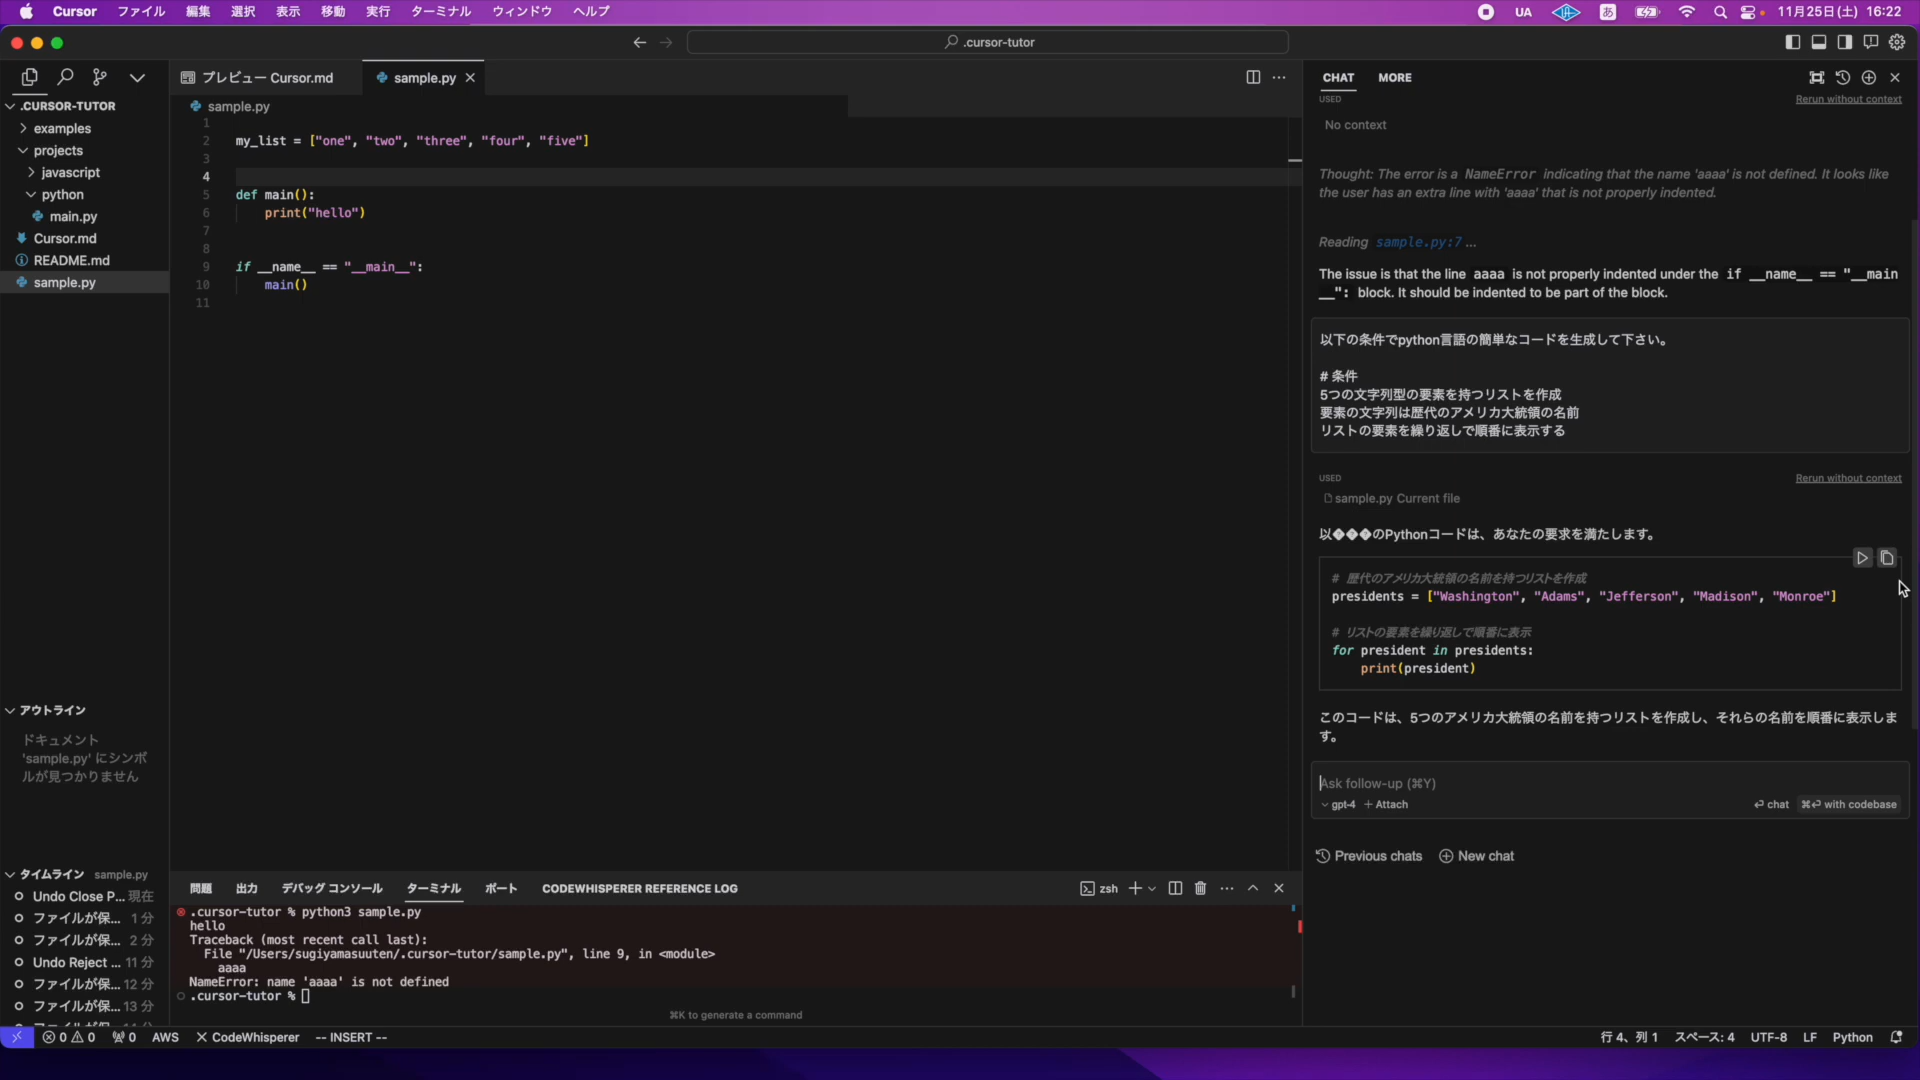 Cursor ファイル 編集 選択 表示 移動 実行 ターミナル ウィンドウ ヘルプ
UA あ 11月25日(土) 16:22
.cursor-tutor
プレビュー Cursor.md
sample.py
CHAT MORE
.CURSOR-TUTOR
examples
projects
javascript
python
main.py
Cursor.md
README.md
sample.py
アウトライン
ドキュメント
'sample.py' にシンボ
ルが見つかりません
タイムライン sample.py
Undo Close P... 現在
ファイルが保... 1 分
ファイルが保... 2 分
Undo Reject ... 11 分
ファイルが保... 12 分
ファイルが保... 13 分
sample.py
1
2 my_list = ["one", "two", "three", "four", "five"]
3
4
5 def main():
6 print("hello")
7
8
9 if __name__ == "__main__":
10 main()
11
USED Rerun without context
No context
Thought: The error is a NameError indicating that the name 'aaaa' is not defined. It looks like
the user has an extra line with 'aaaa' that is not properly indented.
Reading sample.py:7 ...
The issue is that the line aaaa is not properly indented under the if __name__ == "__main
__": block. It should be indented to be part of the block.
以下の条件でpython言語の簡単なコードを生成して下さい。
# 条件
5つの文字列型の要素を持つリストを作成
要素の文字列は歴代のアメリカ大統領の名前
リストの要素を繰り返しで順番に表示する
USED Rerun without context
sample.py Current file
以���のPythonコードは、あなたの要求を満たします。
# 歴代のアメリカ大統領の名前を持つリストを作成
presidents = ["Washington", "Adams", "Jefferson", "Madison", "Monroe"]
# リストの要素を繰り返しで順番に表示
for president in presidents:
print(president)
このコードは、5つのアメリカ大統領の名前を持つリストを作成し、それらの名前を順番に表示しま
す。
Ask follow-up (⌘Y)
gpt-4 + Attach ⏎ chat ⌘⏎ with codebase
Previous chats New chat
問題 出力 デバッグ コンソール ターミナル ポート CODEWHISPERER REFERENCE LOG zsh
.cursor-tutor % python3 sample.py
hello
Traceback (most recent call last):
File "/Users/sugiyamasuuten/.cursor-tutor/sample.py", line 9, in <module>
aaaa
NameError: name 'aaaa' is not defined
.cursor-tutor %
⌘K to generate a command
0 0 0 AWS CodeWhisperer -- INSERT -- 行 4、列 1 スペース: 4 UTF-8 LF Python